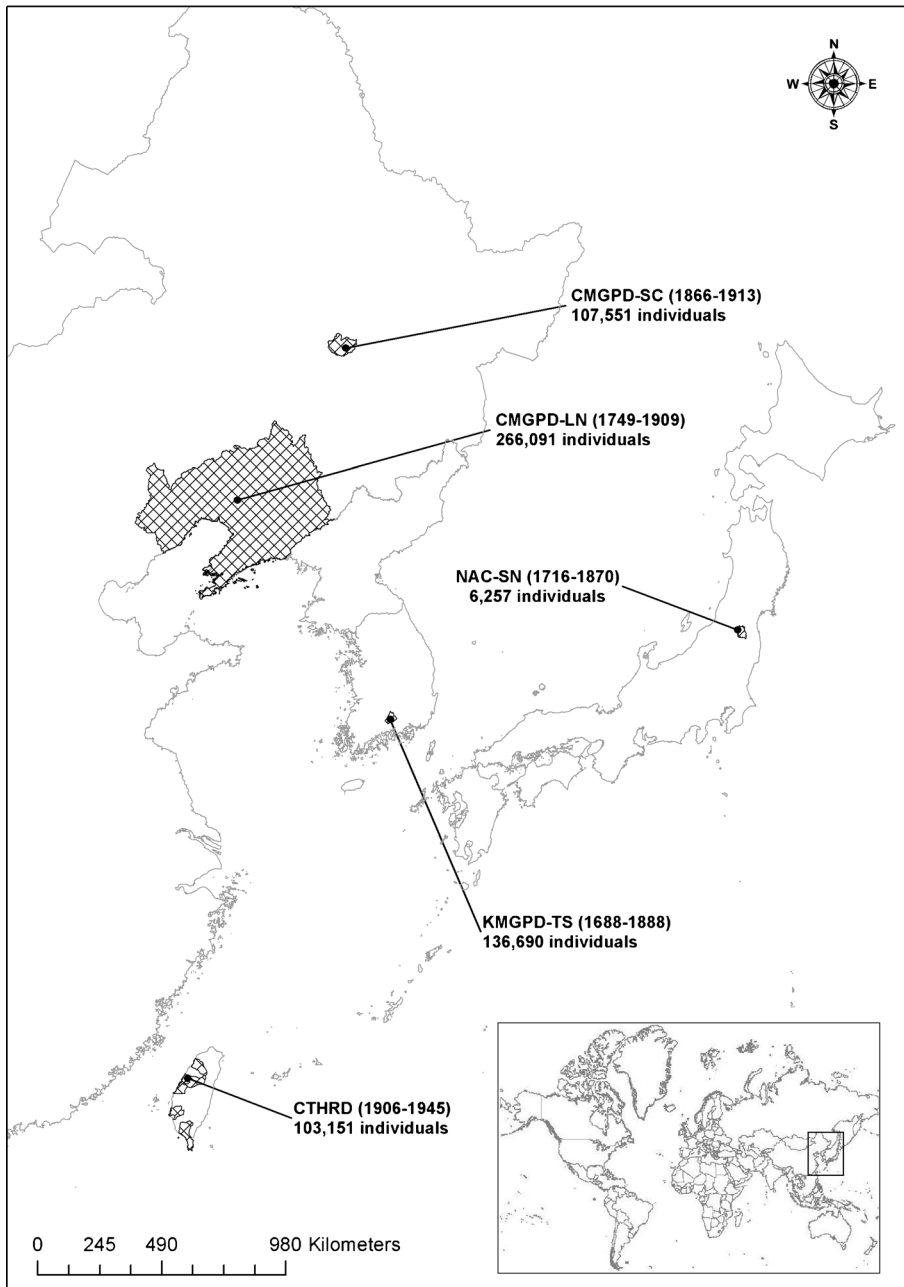 N
W E
S
CMGPD-SC (1866-1913)
107,551 individuals
CMGPD-LN (1749-1909)
266,091 individuals
NAC-SN (1716-1870)
6,257 individuals
KMGPD-TS (1688-1888)
136,690 individuals
CTHRD (1906-1945)
103,151 individuals
0 245 490 980 Kilometers